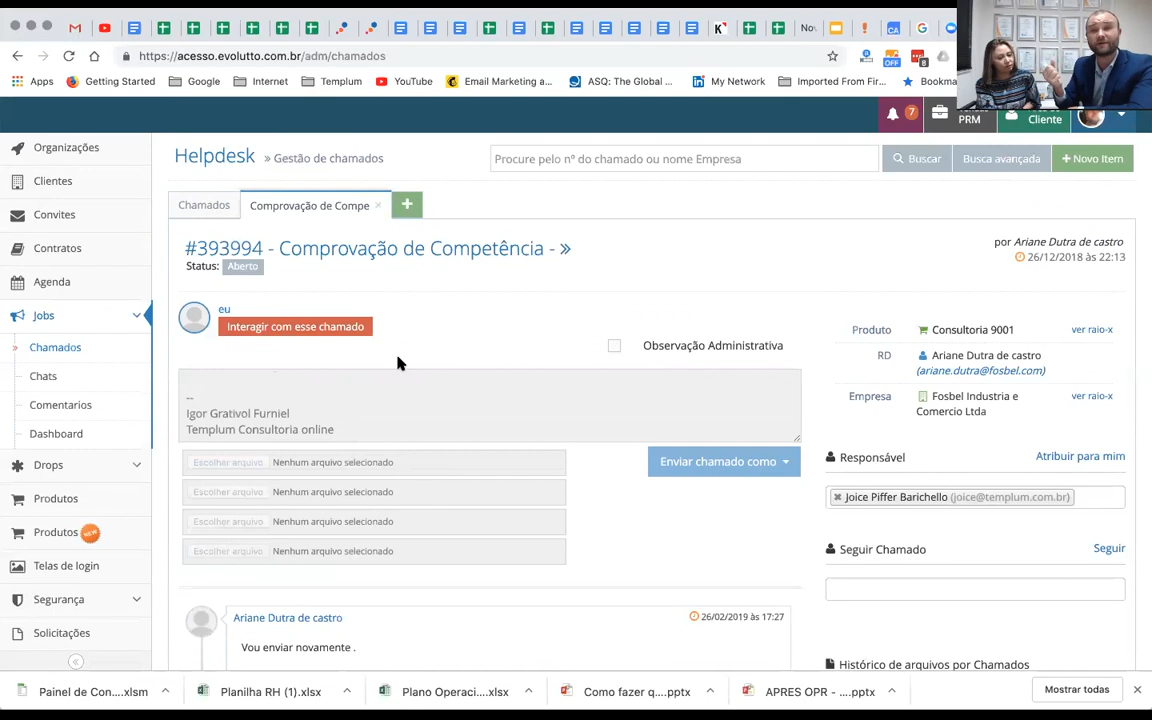 Nov
CA
G
https://acesso.evolutto.com.br/adm/chamados
OFF
8
Apps
Getting Started
Google
Internet
Templum
YouTube
Email Marketing a...
ASQ: The Global ...
My Network
Imported From Fir...
Bookma
7
PRM
Cliente
Organizações
Clientes
Convites
Contratos
Agenda
Jobs
» Chamados
Chats
Comentarios
Dashboard
Drops
Produtos
Produtos NEW
Telas de login
Segurança
Solicitações
Helpdesk » Gestão de chamados
Procure pelo nº do chamado ou nome Empresa
Buscar
Busca avançada
+Novo Item
Chamados
Comprovação de Compe ×
+
#393994 - Comprovação de Competência - »
Status: Aberto
por Ariane Dutra de castro
26/12/2018 às 22:13
eu
Interagir com esse chamado
Observação Administrativa
--
Igor Grativol Furniel
Templum Consultoria online
Escolher arquivo Nenhum arquivo selecionado
Escolher arquivo Nenhum arquivo selecionado
Escolher arquivo Nenhum arquivo selecionado
Escolher arquivo Nenhum arquivo selecionado
Enviar chamado como
Produto Consultoria 9001 ver raio-x
RD Ariane Dutra de castro
(ariane.dutra@fosbel.com)
Empresa Fosbel Industria e ver raio-x
Comercio Ltda
Responsável Atribuir para mim
Joice Piffer Barichello (joice@templum.com.br)
Seguir Chamado Seguir
Histórico de arquivos por Chamados
Ariane Dutra de castro 26/02/2019 às 17:27
Vou enviar novamente .
Painel de Con....xlsm
Planilha RH (1).xlsx
Plano Operaci....xlsx
Como fazer q....pptx
APRES OPR - ....pptx
Mostrar todas